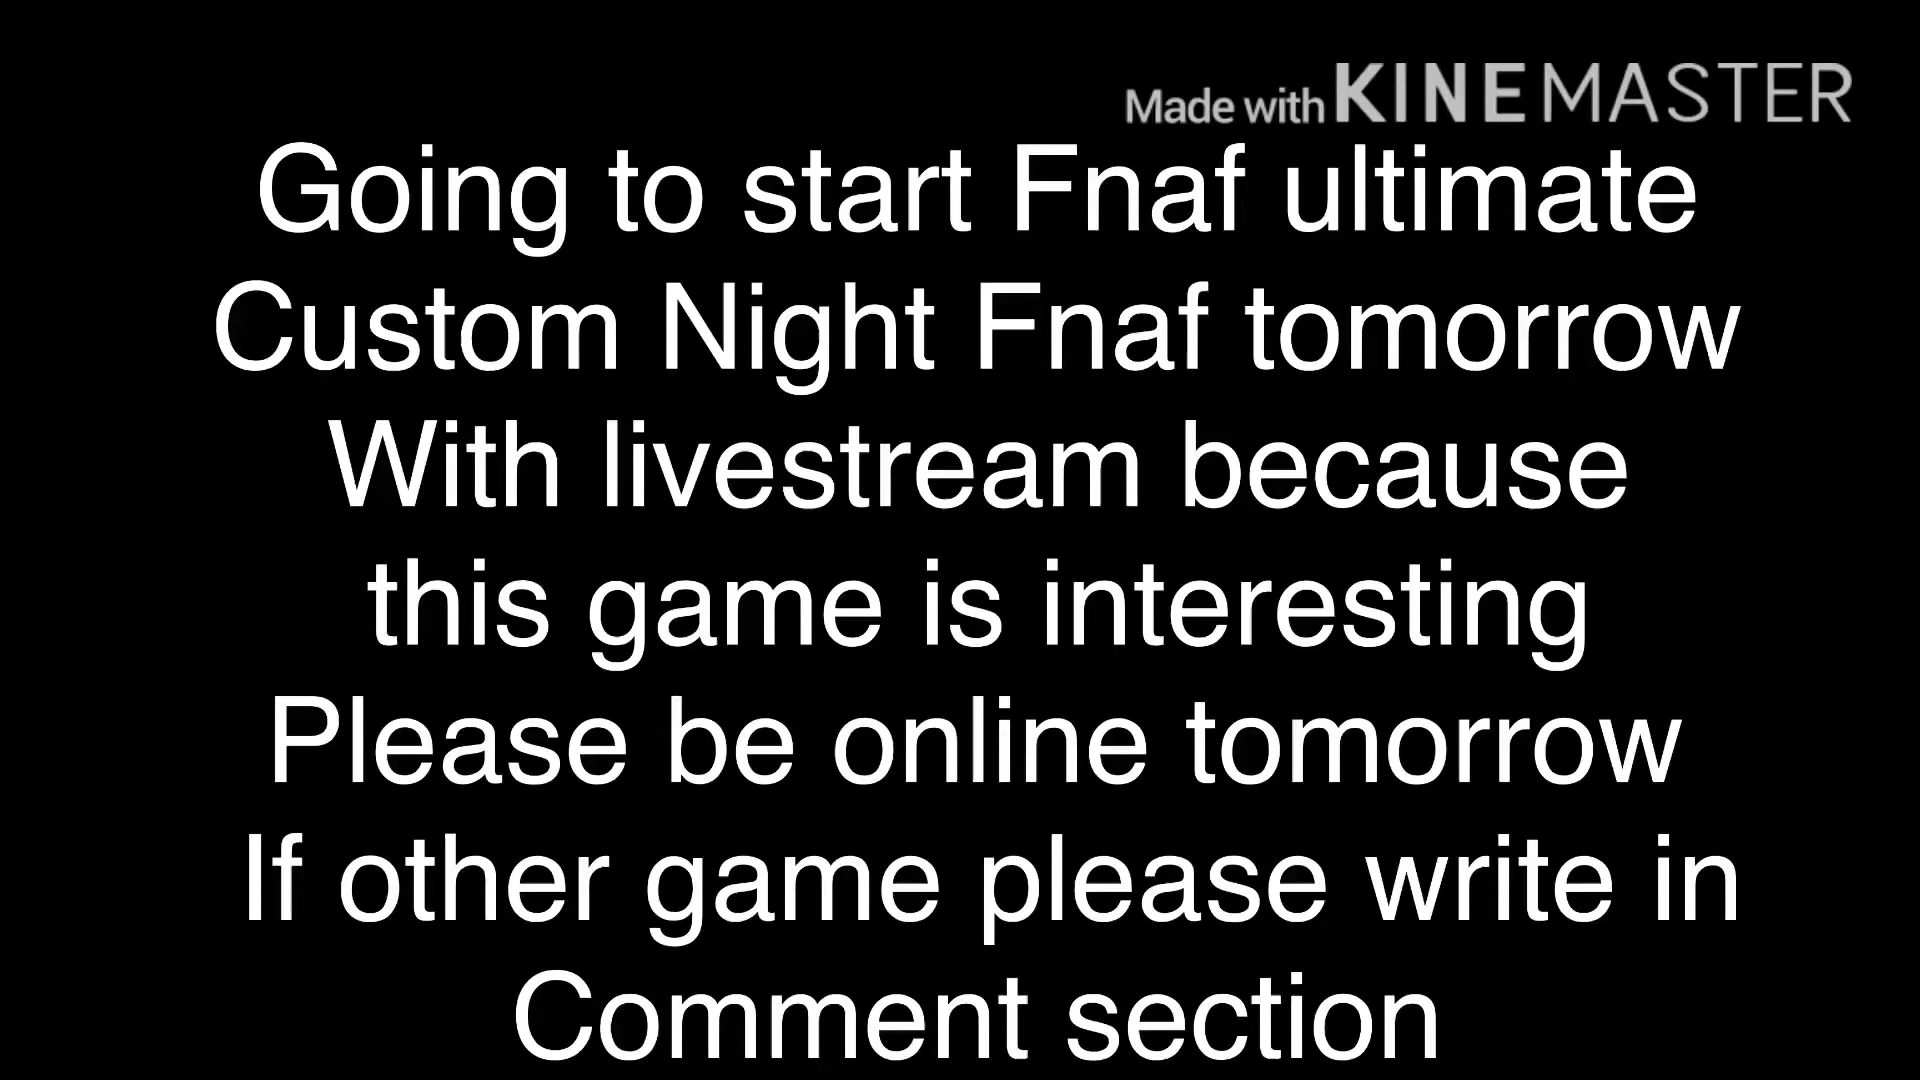 Made with KINEMASTER
Going to start Fnaf ultimate
Custom Night Fnaf tomorrow
With livestream because
this game is interesting
Please be online tomorrow
If other game please write in
Comment section